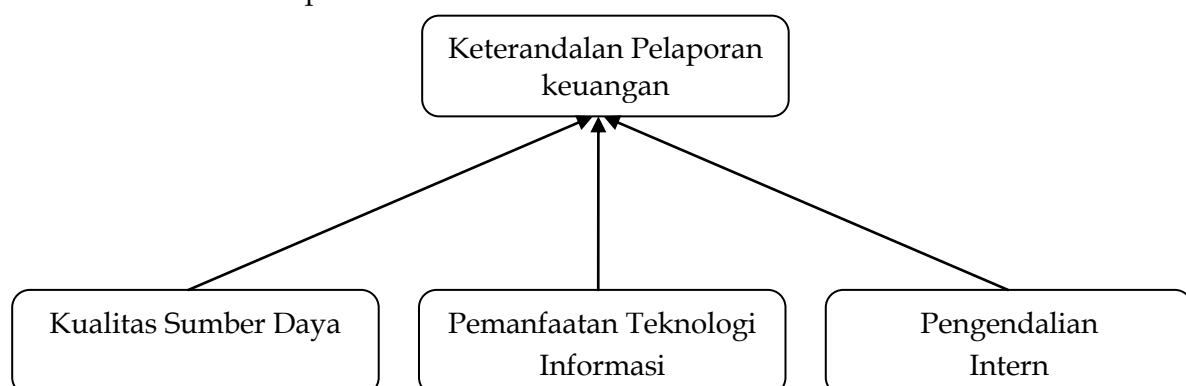 Keterandalan Pelaporan
keuangan
Kualitas Sumber Daya
Pemanfaatan Teknologi
Informasi
Pengendalian
Intern